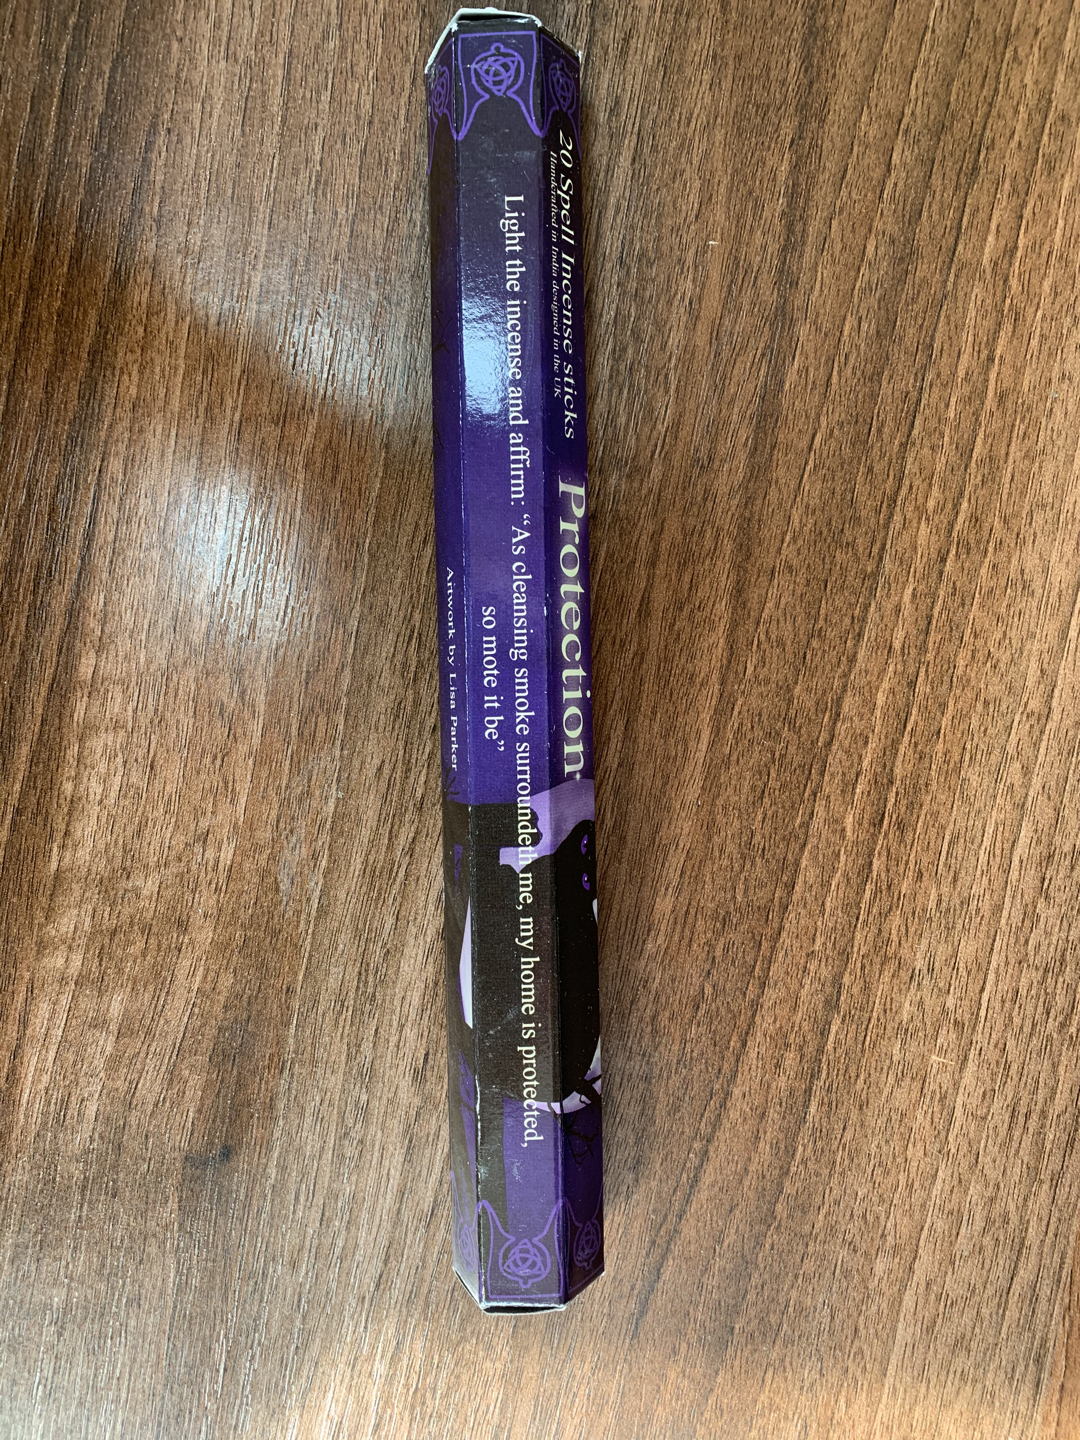 20 Spell Incense sticks
Handcrafted in India designed in the UK
Protection
Light the incense and affirm: “As cleansing smoke surroundeth me, my home is protected,
so mote it be”
Artwork by Lisa Parker